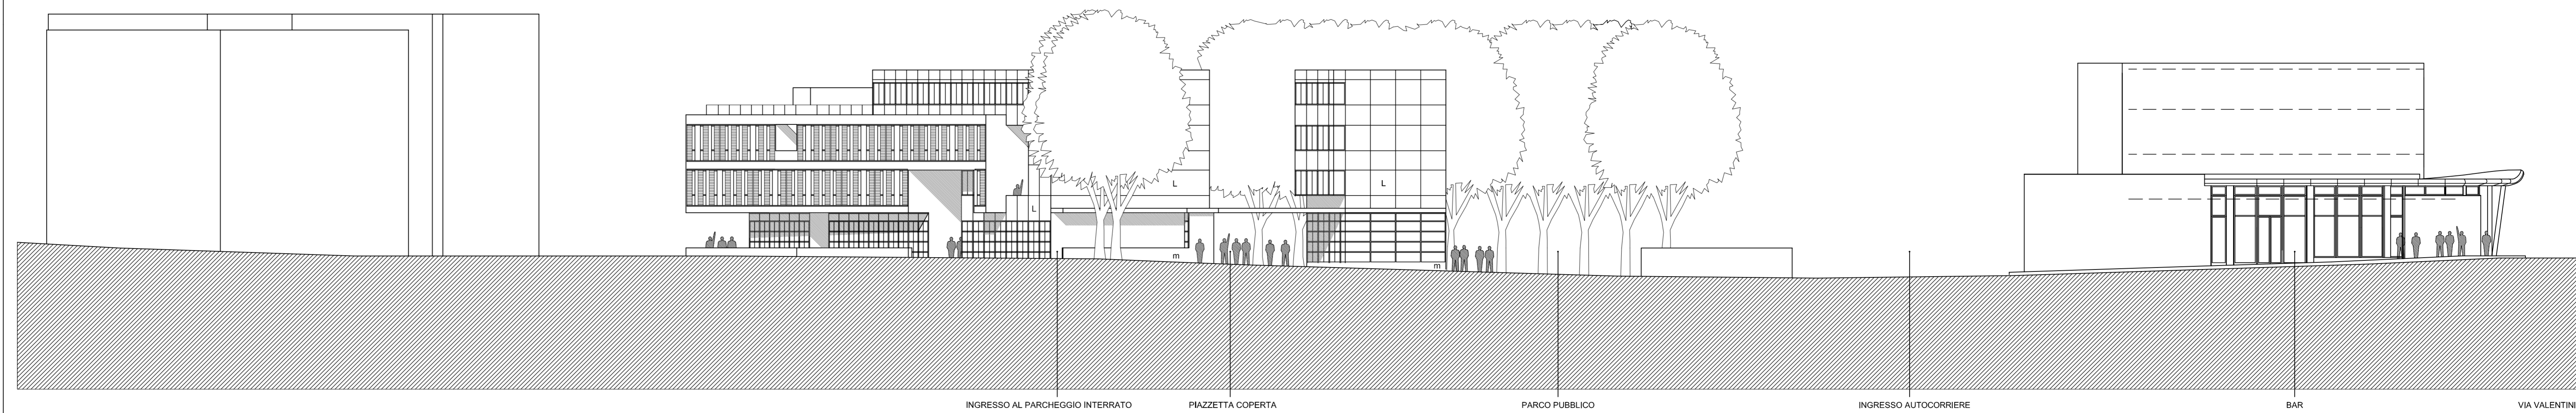 L
L
L
m
m
INGRESSO AL PARCHEGGIO INTERRATO
PIAZZETTA COPERTA
PARCO PUBBLICO
INGRESSO AUTOCORRIERE
BAR
VIA VALENTINI